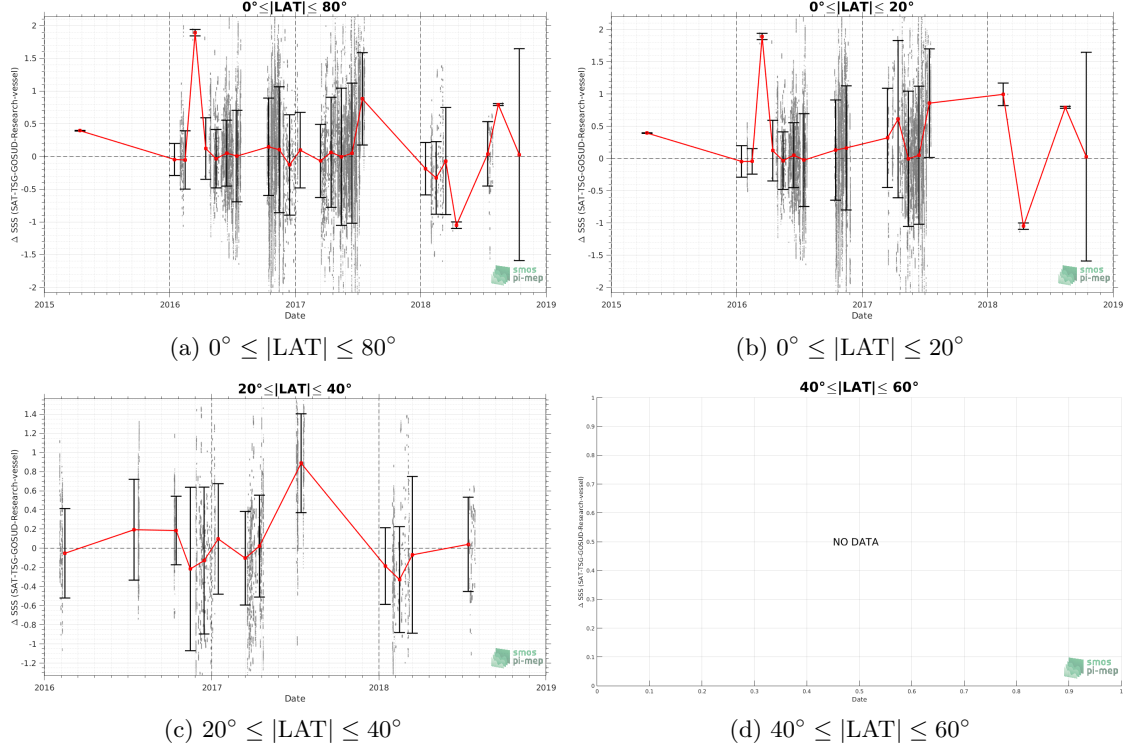 0°≤|LAT|≤ 80°
Δ SSS (SAT-TSG-GOSUD-Research-vessel)
2
1.5
1
0.5
0
-0.5
-1
-1.5
-2
2015
2016
2017
2018
2019
Date
smos
pi-mep
(a) 0° ≤ |LAT| ≤ 80°
0°≤|LAT|≤ 20°
Δ SSS (SAT-TSG-GOSUD-Research-vessel)
2
1.5
1
0.5
0
-0.5
-1
-1.5
-2
2015
2016
2017
2018
2019
Date
smos
pi-mep
(b) 0° ≤ |LAT| ≤ 20°
20°≤|LAT|≤ 40°
Δ SSS (SAT-TSG-GOSUD-Research-vessel)
1.4
1.2
1
0.8
0.6
0.4
0.2
0
-0.2
-0.4
-0.6
-0.8
-1
-1.2
2016
2017
2018
2019
Date
smos
pi-mep
(c) 20° ≤ |LAT| ≤ 40°
40°≤|LAT|≤ 60°
Δ SSS (SAT-TSG-GOSUD-Research-vessel)
1
0.9
0.8
0.7
0.6
0.5
0.4
0.3
0.2
0.1
0
NO DATA
0
0.1
0.2
0.3
0.4
0.5
0.6
0.7
0.8
0.9
1
Date
smos
pi-mep
(d) 40° ≤ |LAT| ≤ 60°